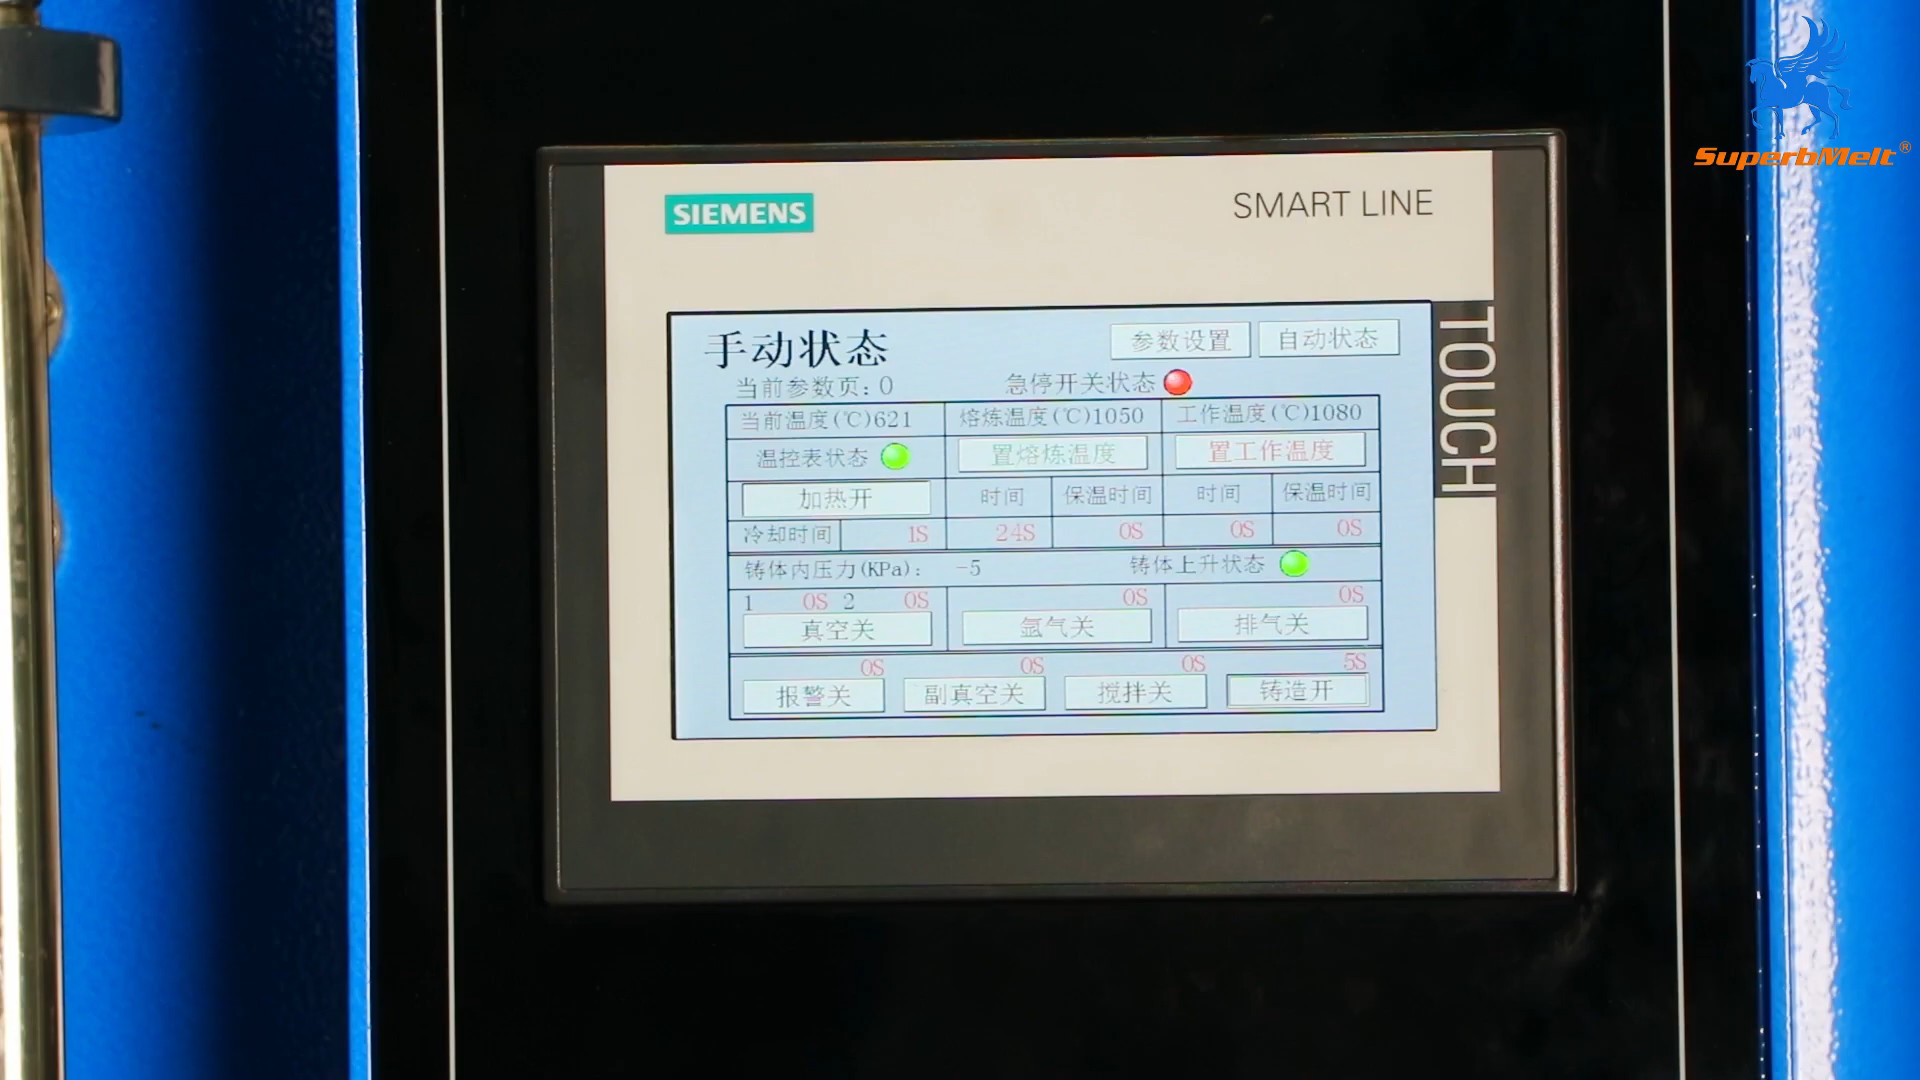 SuperbMelt®
SIEMENS
SMART LINE
TOUCH
手动状态
参数设置 自动状态
当前参数页: 0 急停开关状态
当前温度(℃)621 熔炼温度(℃)1050 工作温度(℃)1080
温控表状态 置熔炼温度 置工作温度
加热开 时间 保温时间 时间 保温时间
冷却时间 1S 24S 0S 0S 0S
铸体内压力(KPa): -5 铸体上升状态
1 0S 2 0S 0S 0S
真空关 氩气关 排气关
0S 0S 0S 5S
报警关 副真空关 搅拌关 铸造开